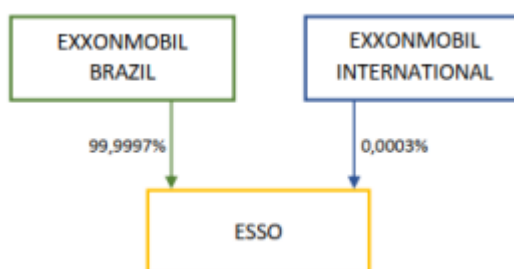 EXXONMOBIL
BRAZIL
EXXONMOBIL
INTERNATIONAL
99,9997%
0,0003%
ESSO